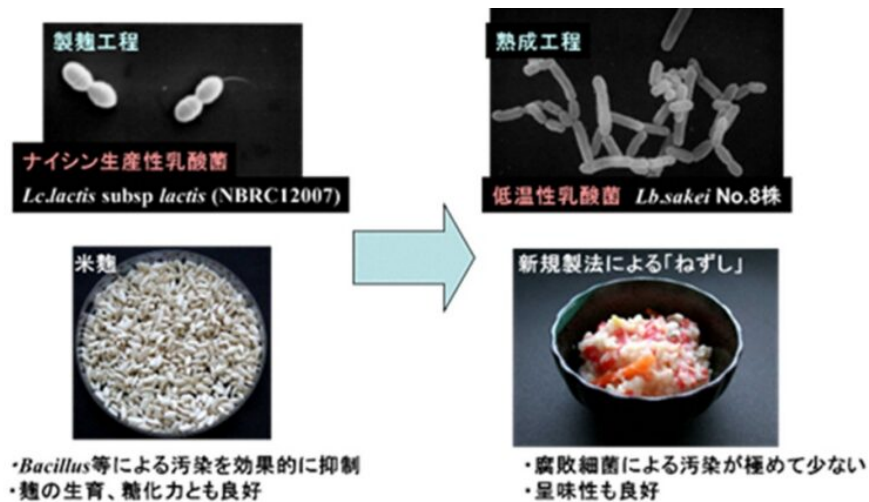 製麹工程
ナイシン生産性乳酸菌
Lc.lactis subsp lactis (NBRC12007)
米麹
・Bacillus等による汚染を効果的に抑制
・麹の生育、糖化力とも良好
熟成工程
低温性乳酸菌 Lb.sakei No.8株
新規製法による「ねずし」
・腐敗細菌による汚染が極めて少ない
・呈味性も良好